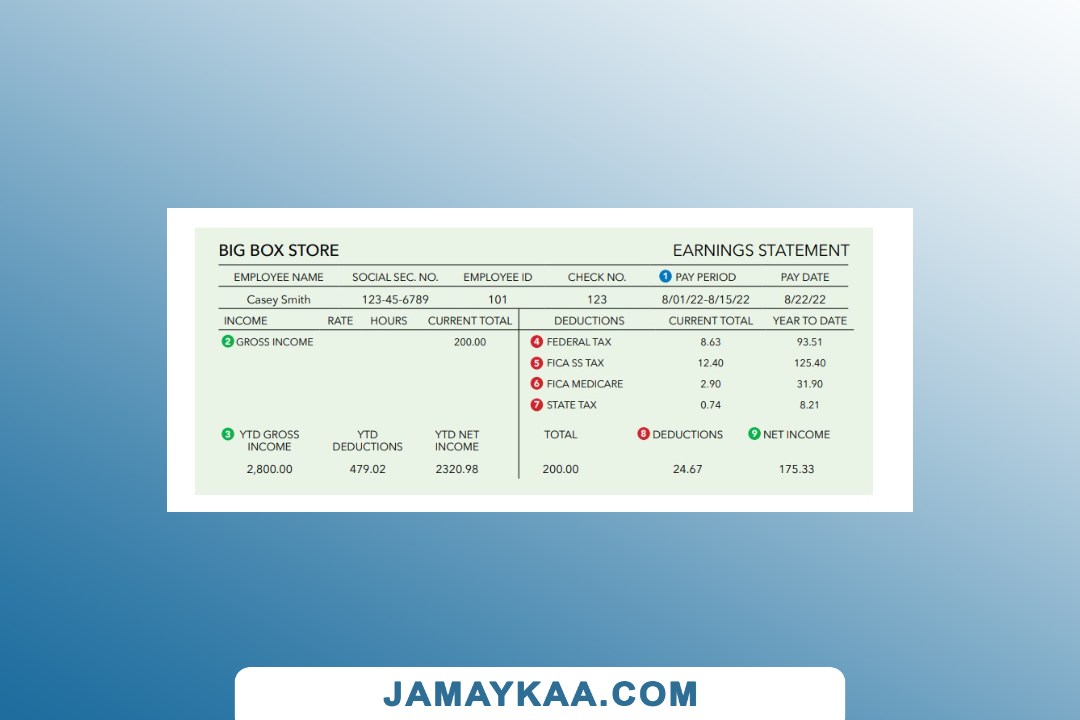 BIG BOX STORE EARNINGS STATEMENT
EMPLOYEE NAME SOCIAL SEC. NO. EMPLOYEE ID CHECK NO. 1 PAY PERIOD PAY DATE
Casey Smith 123-45-6789 101 123 8/01/22-8/15/22 8/22/22
INCOME RATE HOURS CURRENT TOTAL DEDUCTIONS CURRENT TOTAL YEAR TO DATE
2 GROSS INCOME 200.00 4 FEDERAL TAX 8.63 93.51
5 FICA SS TAX 12.40 125.40
6 FICA MEDICARE 2.90 31.90
7 STATE TAX 0.74 8.21
3 YTD GROSS YTD YTD NET TOTAL 8 DEDUCTIONS 9 NET INCOME
INCOME DEDUCTIONS INCOME
2,800.00 479.02 2320.98 200.00 24.67 175.33
JAMAYKAA.COM